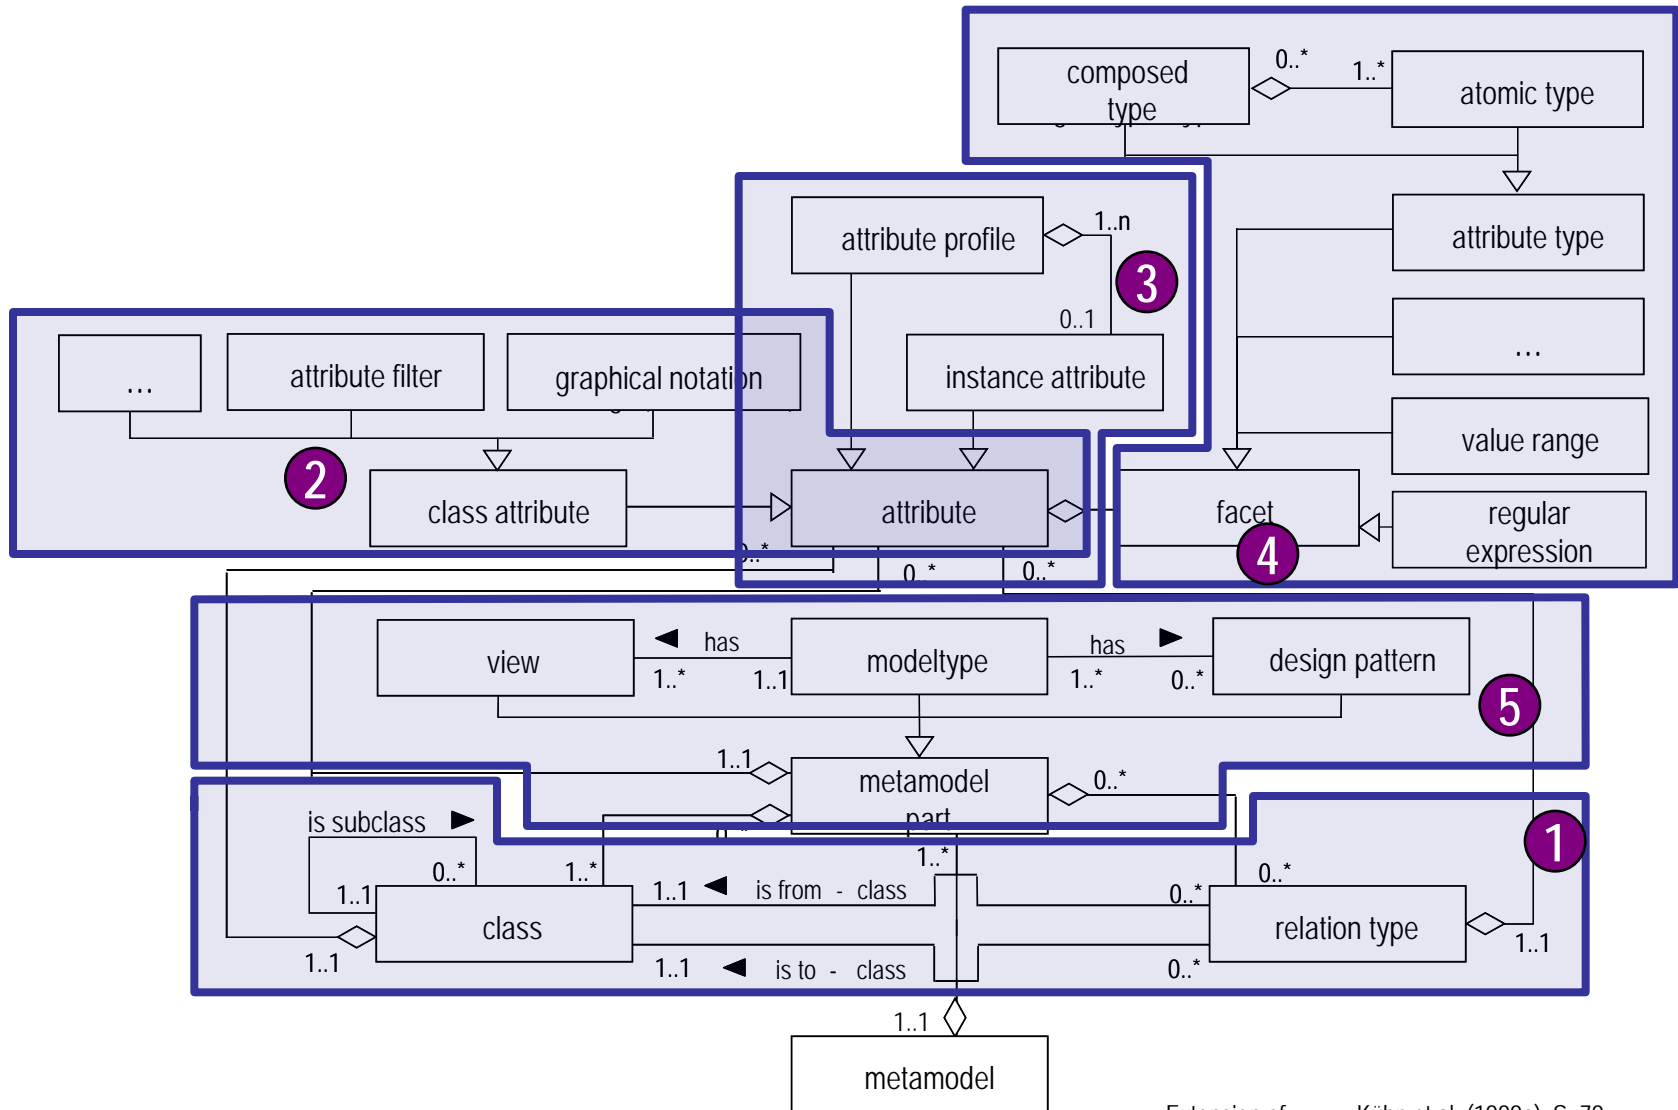 composed
type
0..*
1..*
atomic type
attribute profile
1..n
attribute type
3
0..1
...
attribute filter
graphical notation
instance attribute
...
value range
2
class attribute
attribute
facet
4
regular
expression
0..*
0..*
0..*
view
has
1..*
1..1
modeltype
has
1..*
0..*
design pattern
5
1..1
metamodel
part
0..*
is subclass
1
0..*
1..*
1..*
0..*
1..1
1..1
is from - class
0..*
class
relation type
1..1
1..1
is to - class
0..*
1..1
1..1
metamodel